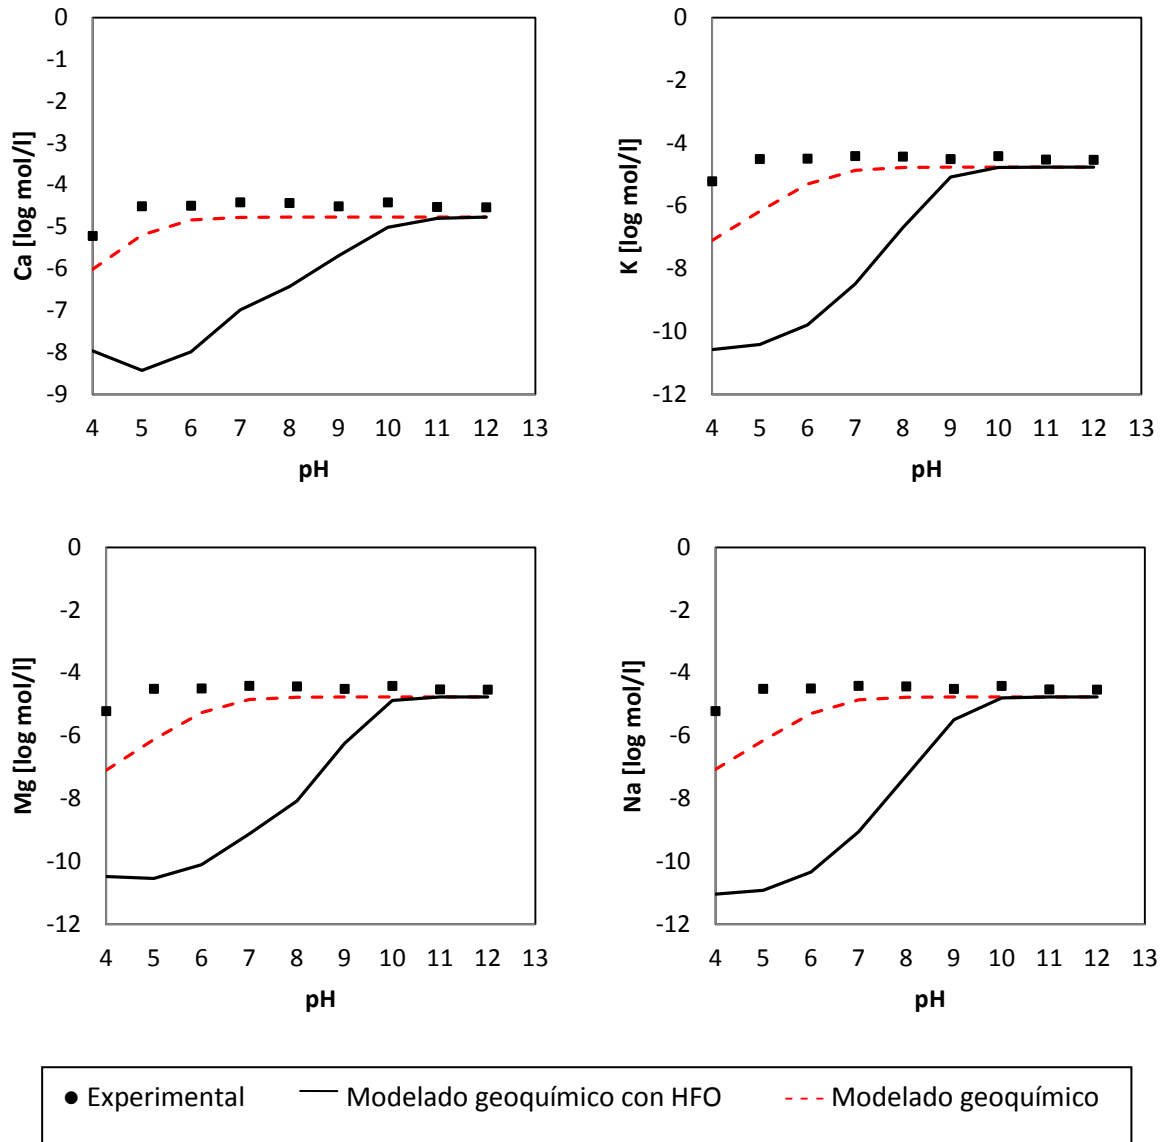 0
-1
-2
-3
-4
-5
-6
-7
-8
-9
Ca [log mol/l]
4 5 6 7 8 9 10 11 12 13
pH
0
-2
-4
-6
-8
-10
-12
K [log mol/l]
4 5 6 7 8 9 10 11 12 13
pH
0
-2
-4
-6
-8
-10
-12
Mg [log mol/l]
4 5 6 7 8 9 10 11 12 13
pH
0
-2
-4
-6
-8
-10
-12
Na [log mol/l]
4 5 6 7 8 9 10 11 12 13
pH
Experimental Modelado geoquímico con HFO Modelado geoquímico